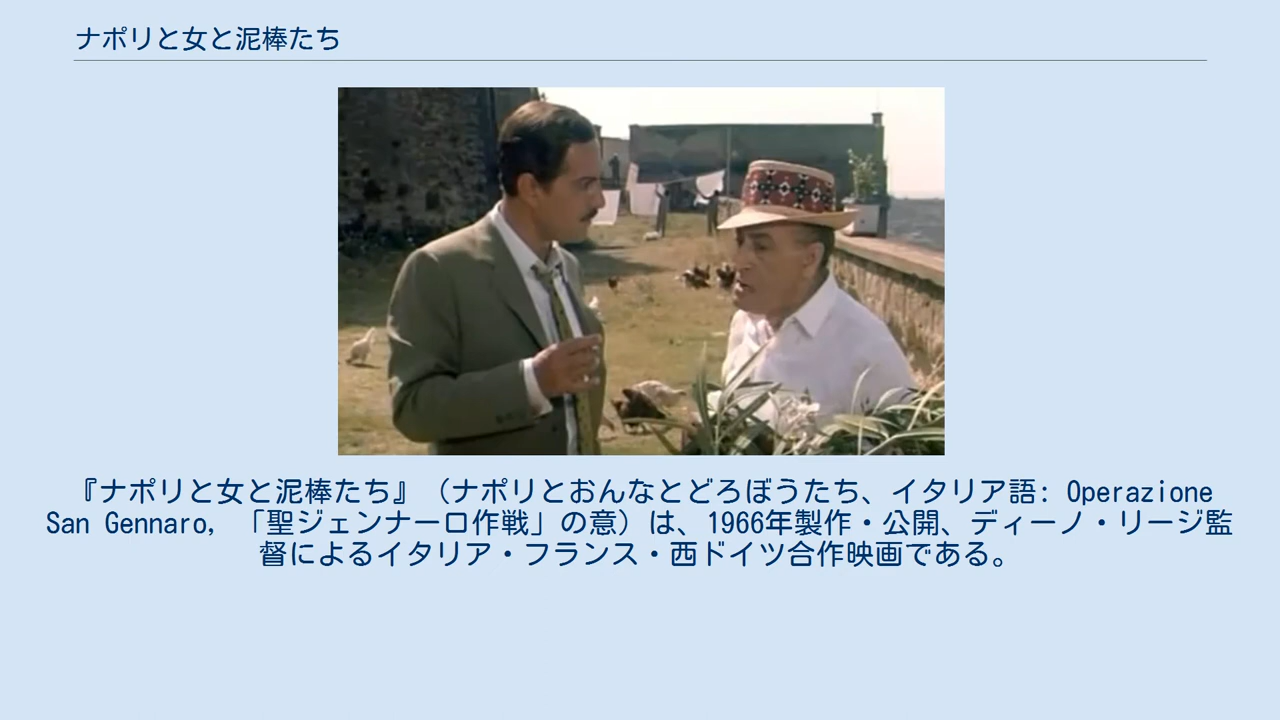 ナポリと女と泥棒たち
『ナポリと女と泥棒たち』（ナポリとおんなとどろぼうたち、イタリア語: Operazione
San Gennaro, 「聖ジェンナーロ作戦」の意）は、1966年製作・公開、ディーノ・リージ監
督によるイタリア・フランス・西ドイツ合作映画である。